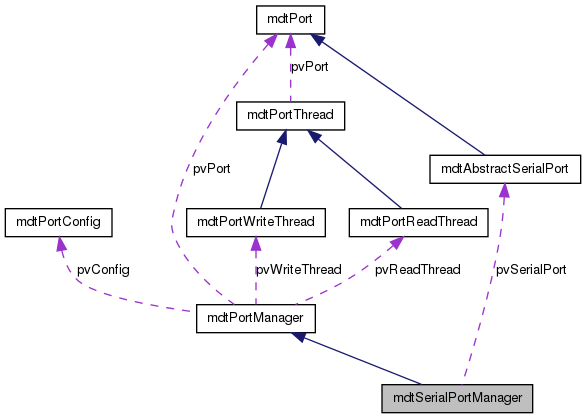 mdtPort
pvPort
mdtPortThread
mdtAbstractSerialPort
pvPort
mdtPortConfig
mdtPortWriteThread
mdtPortReadThread
pvConfig
pvWriteThread
pvReadThread
pvSerialPort
mdtPortManager
mdtSerialPortManager